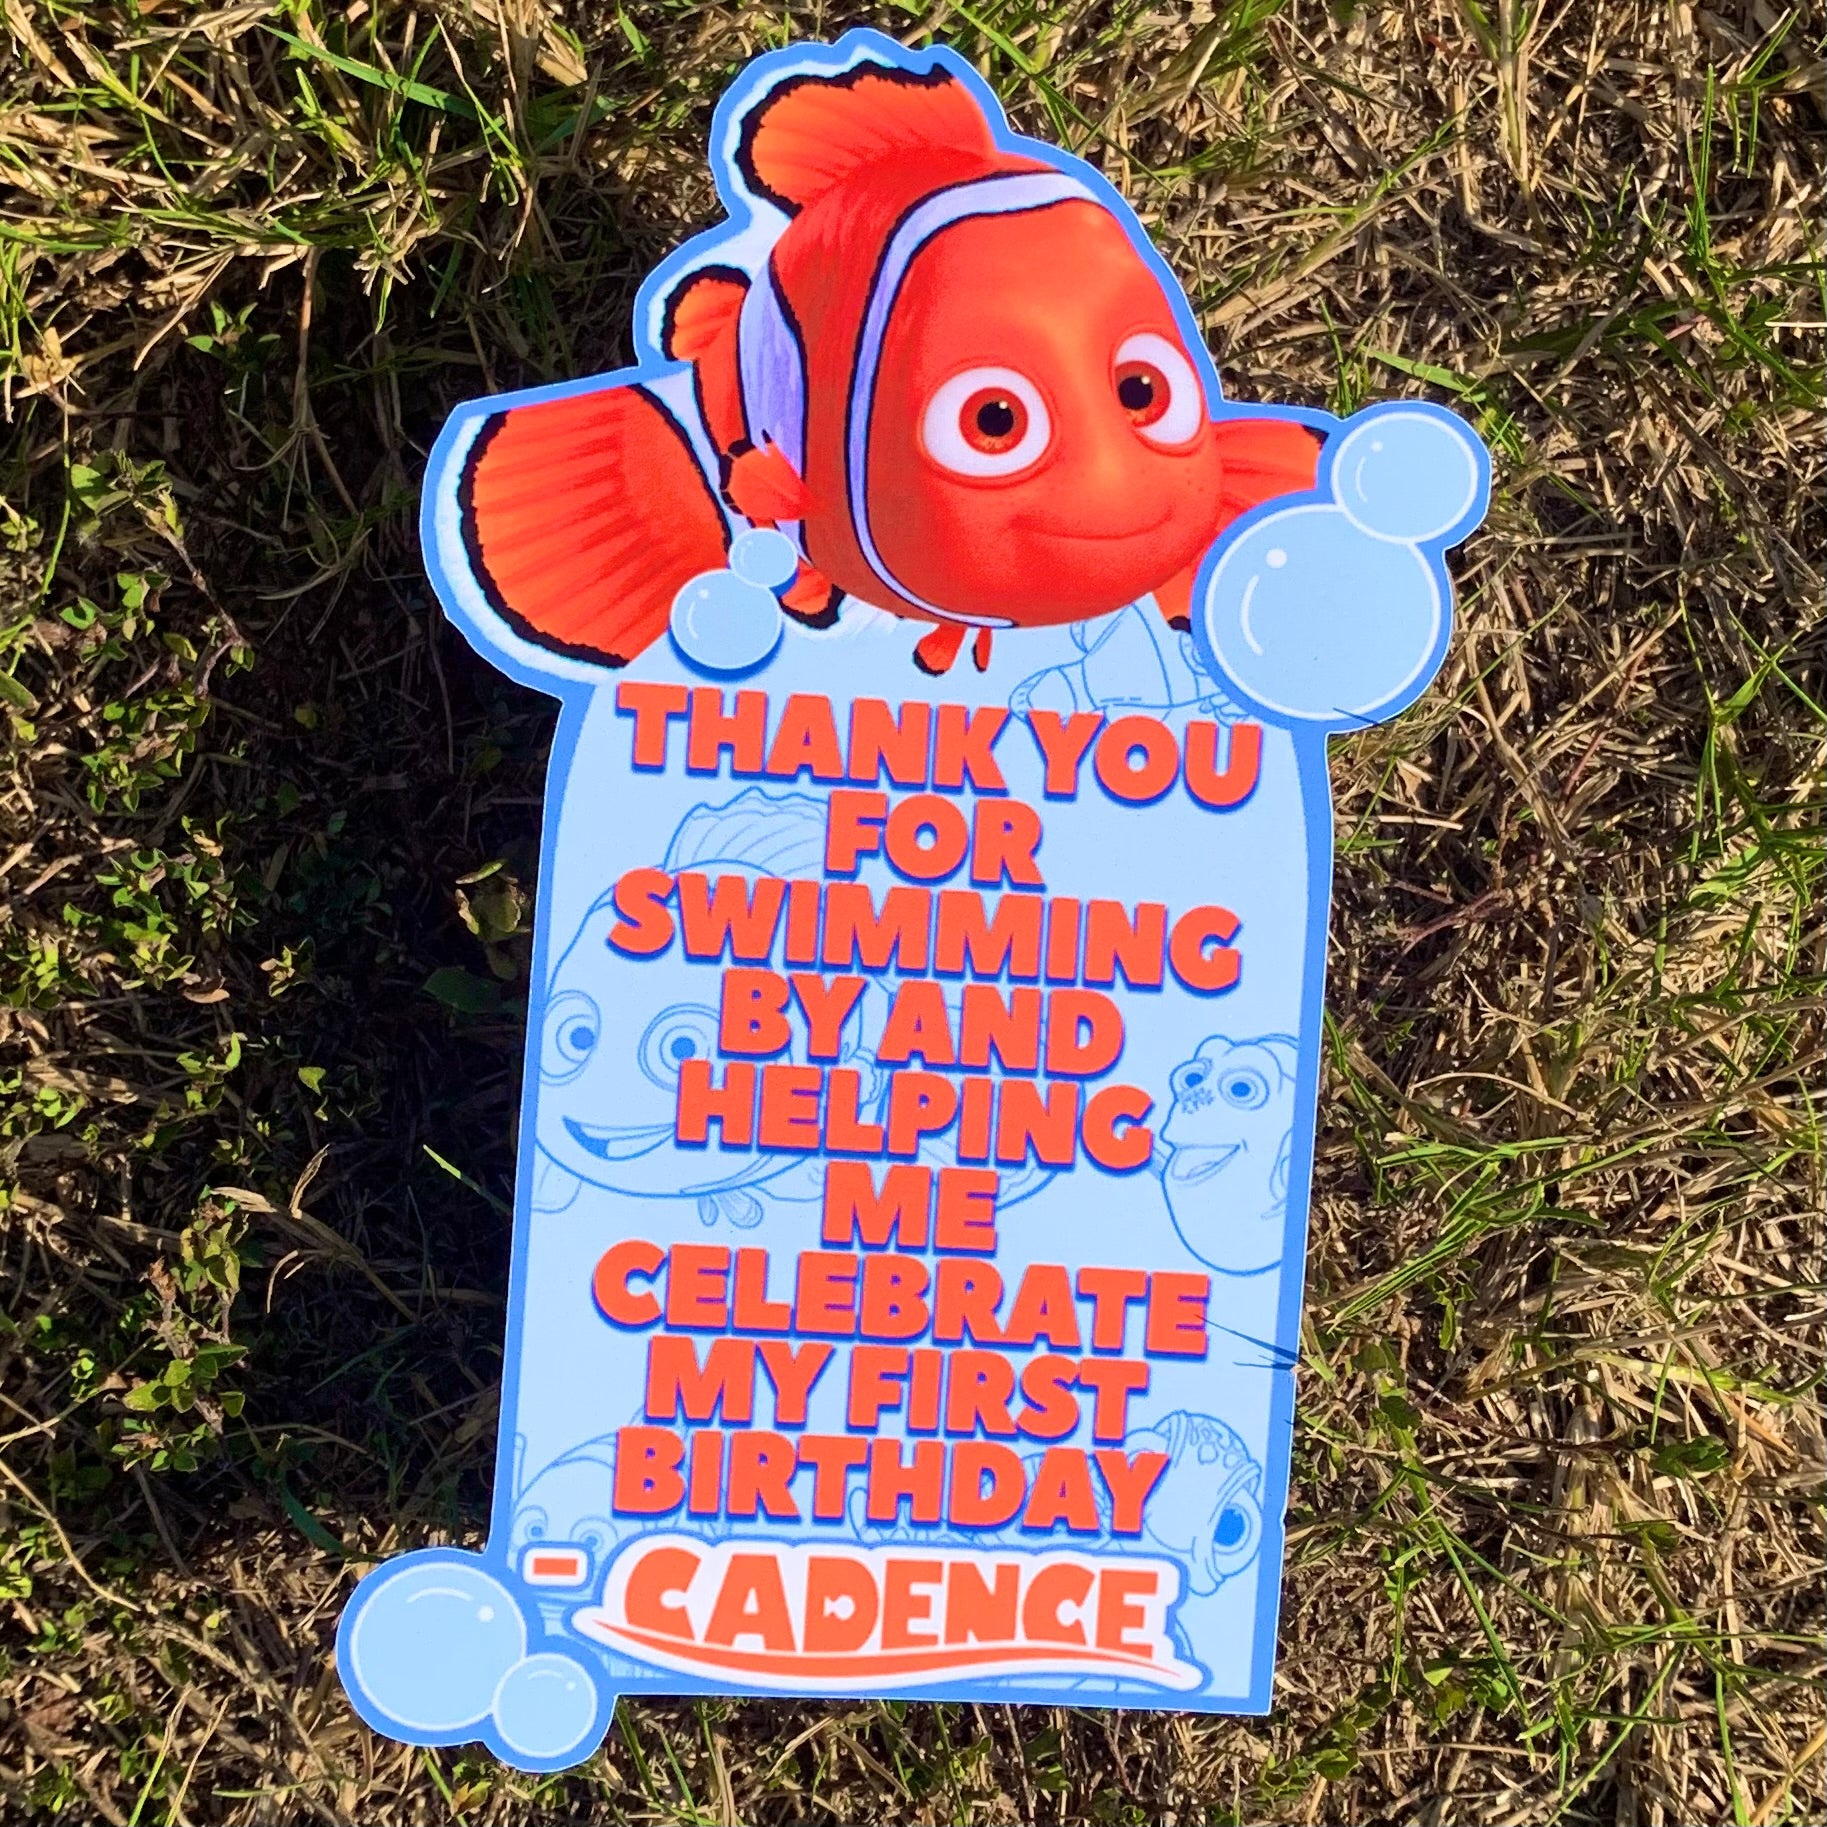 THANK YOU
FOR
SWIMMING
BY AND
HELPING
ME
CELEBRATE
MY FIRST
BIRTHDAY
- CADENCE